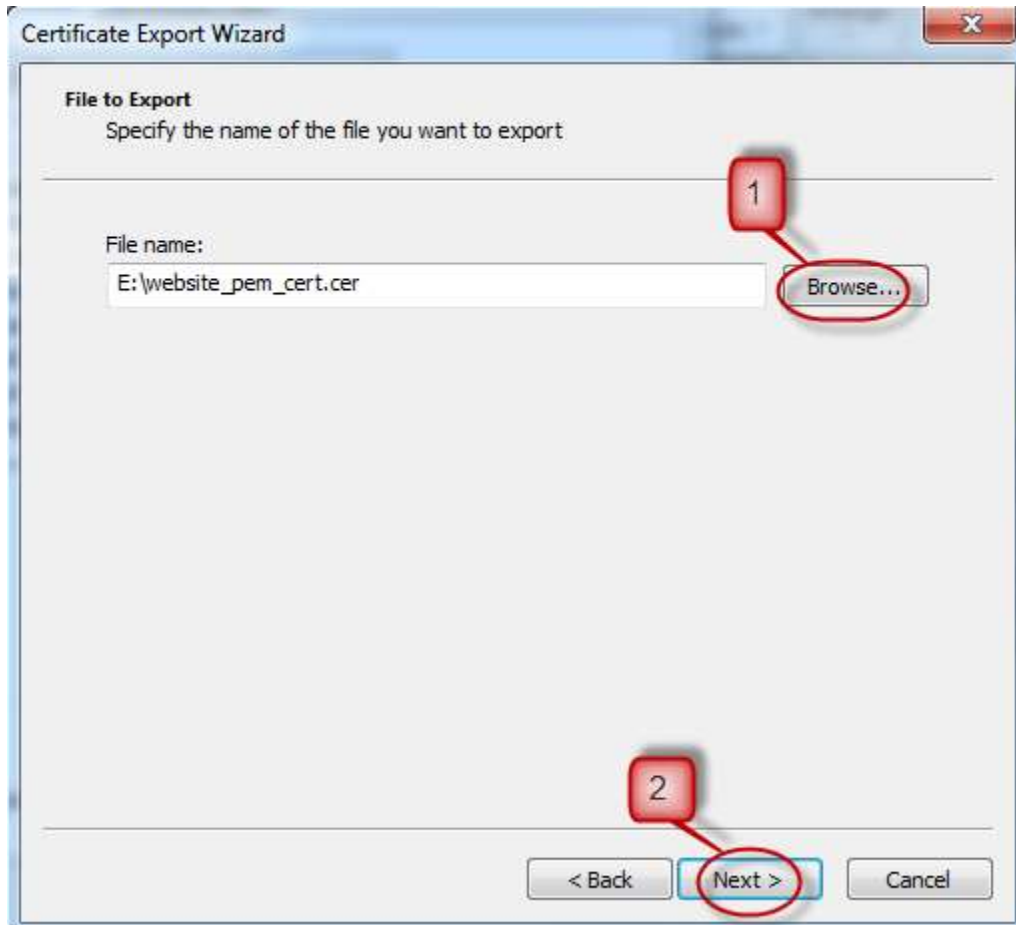 Certificate Export Wizard
File to Export
Specify the name of the file you want to export
1
File name:
E:\website_pem_cert.cer
Browse...
2
< Back
Next >
Cancel